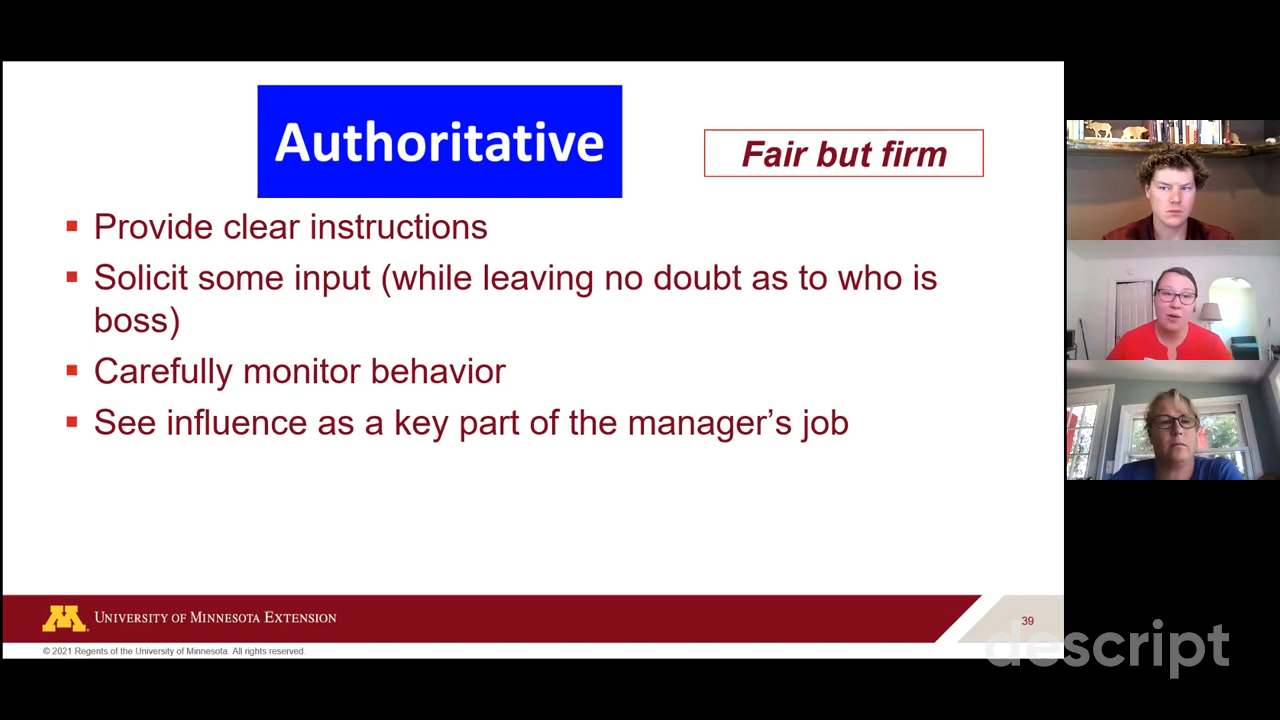 Authoritative
Fair but firm
Provide clear instructions
Solicit some input (while leaving no doubt as to who is
boss)
Carefully monitor behavior
See influence as a key part of the manager’s job
M
UNIVERSITY OF MINNESOTA EXTENSION
39
© 2021 Regents of the University of Minnesota. All rights reserved.
descript